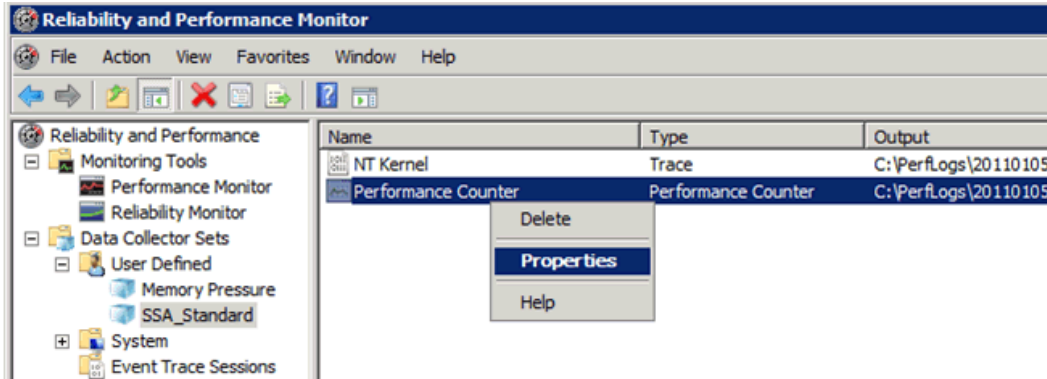 Reliability and Performance Monitor
File Action View Favorites Window Help
Reliability and Performance
Monitoring Tools
Performance Monitor
Reliability Monitor
Data Collector Sets
User Defined
Memory Pressure
SSA_Standard
System
Event Trace Sessions
Name Type Output
NT Kernel Trace C:\PerfLogs\20110105
Performance Counter Performance Counter C:\PerfLogs\20110105
Delete
Properties
Help